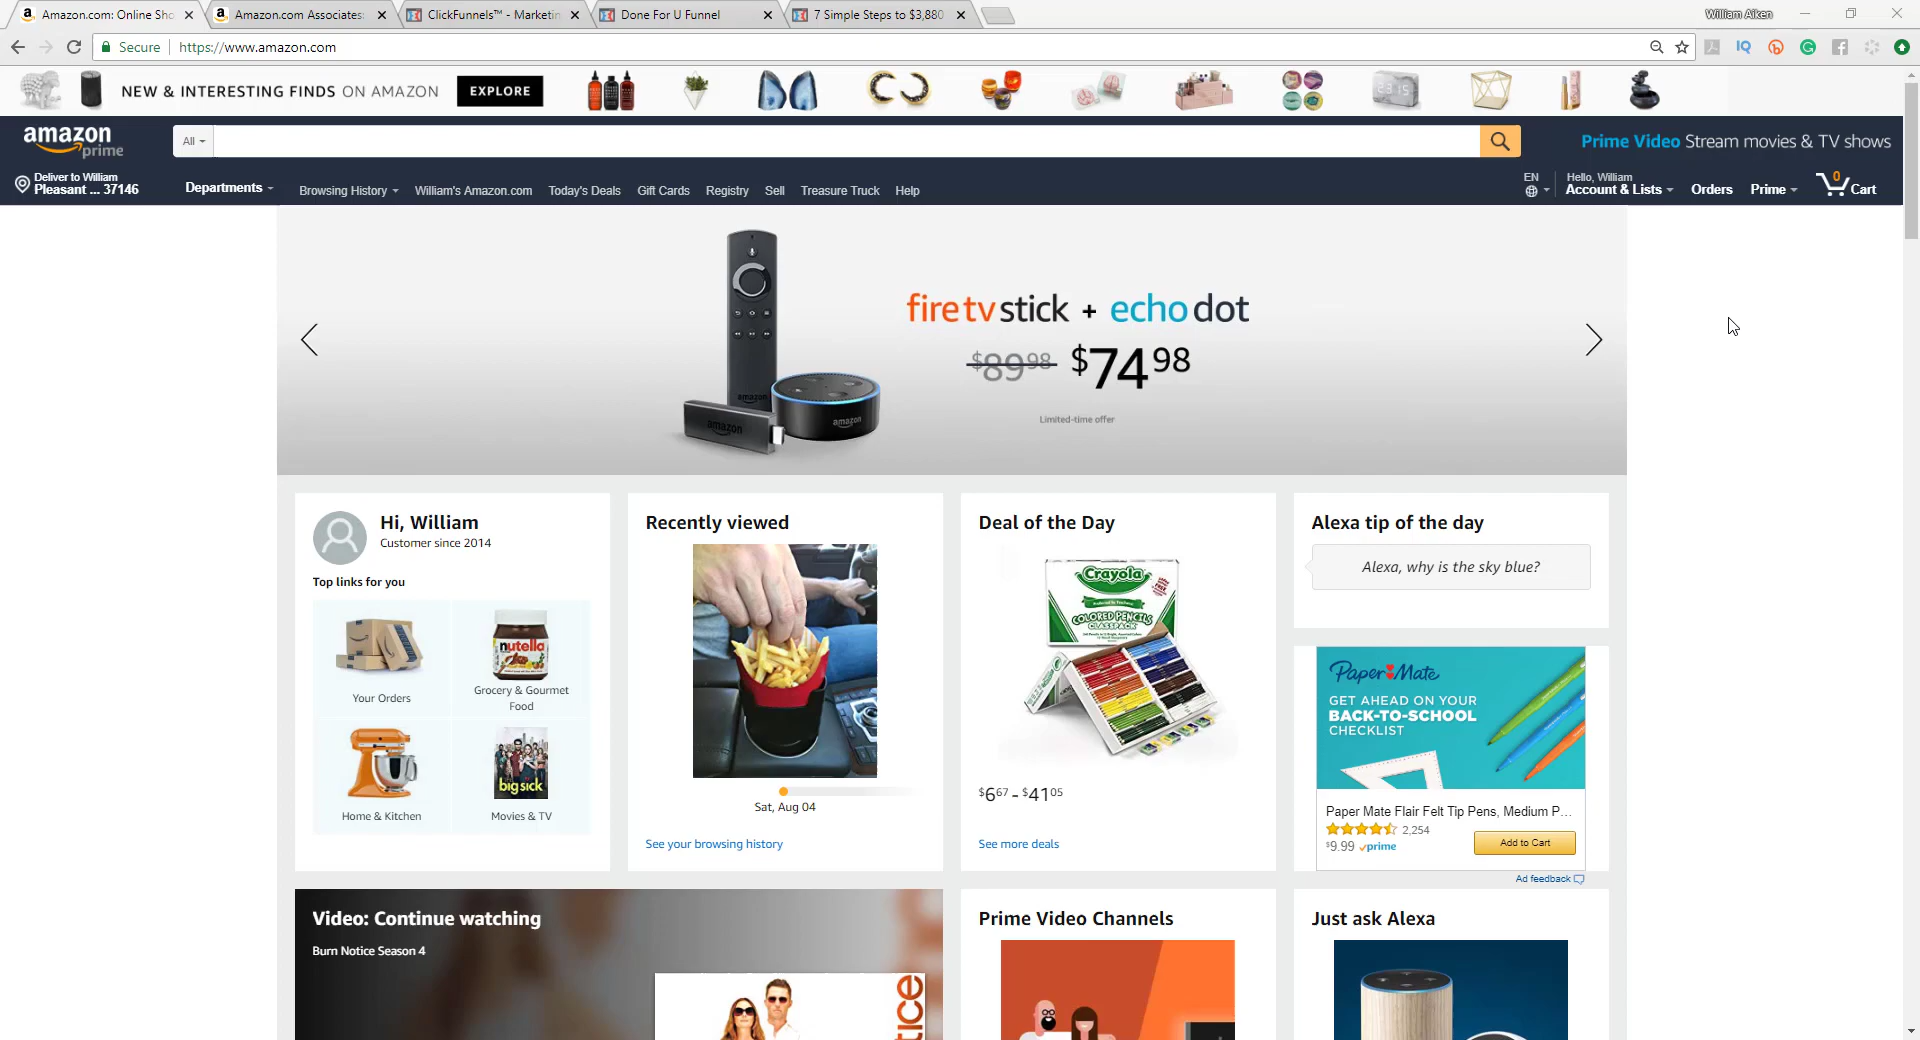 Amazon.com: Online Sho
Amazon.com Associates:
ClickFunnels™ - Marketin
Done For U Funnel
7 Simple Steps to $3,880
William Aiken
Secure
https://www.amazon.com
NEW & INTERESTING FINDS ON AMAZON
EXPLORE
23:15
amazon
prime
All
Prime Video Stream movies & TV shows
Deliver to William
Pleasant ... 37146
Departments
Browsing History
William's Amazon.com
Today's Deals
Gift Cards
Registry
Sell
Treasure Truck
Help
EN
Hello, William
Account & Lists
Orders
Prime
0
Cart
fire tv stick + echo dot
$89 98 $74 98
Limited-time offer
amazon
amazon
amazon
Hi, William
Customer since 2014
Top links for you
Your Orders
nutella
Grocery & Gourmet
Food
Home & Kitchen
big sick
Movies & TV
Recently viewed
Sat, Aug 04
See your browsing history
Deal of the Day
Crayola
COLORED PENCILS
CLASSPACK
$6 67 - $41 05
See more deals
Alexa tip of the day
Alexa, why is the sky blue?
Paper Mate
GET AHEAD ON YOUR
BACK-TO-SCHOOL
CHECKLIST
Paper Mate Flair Felt Tip Pens, Medium P...
2,254
$9.99 prime
Add to Cart
Ad feedback
Video: Continue watching
Burn Notice Season 4
Prime Video Channels
Just ask Alexa